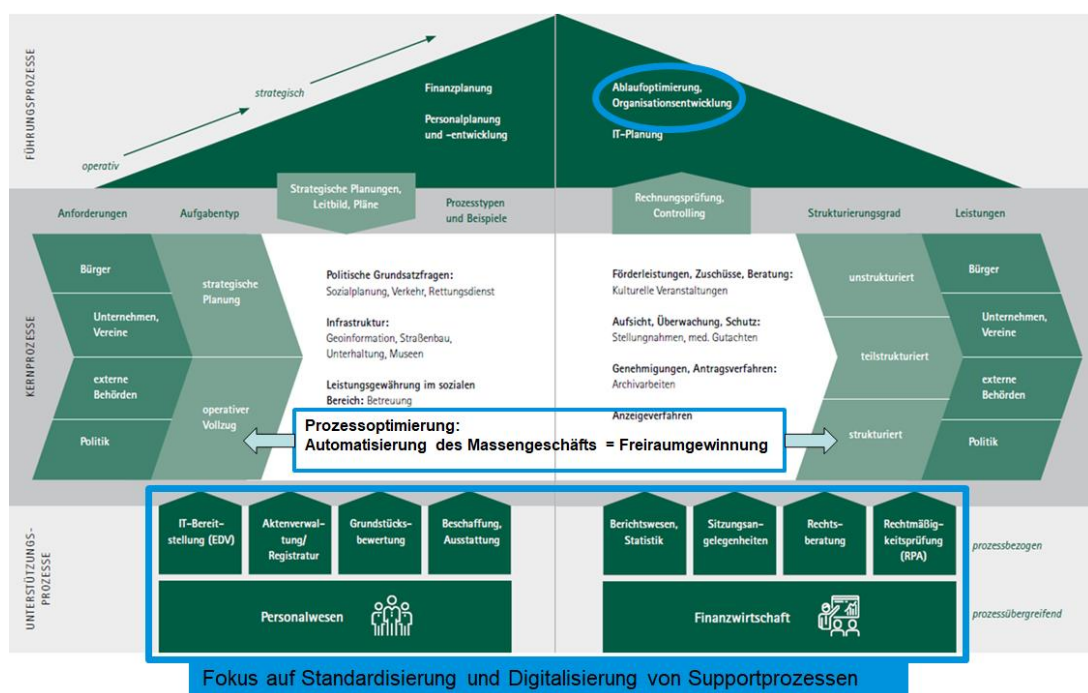 FÜHRUNGSPROZESSE
operativ
strategisch
Finanzplanung
Personalplanung
und –entwicklung
Ablaufoptimierung,
Organisationsentwicklung
IT-Planung
KERNPROZESSE
Anforderungen
Aufgabentyp
Strategische Planungen,
Leitbild, Pläne
Prozesstypen
und Beispiele
Rechnungsprüfung,
Controlling
Strukturierungsgrad
Leistungen
Bürger
Unternehmen,
Vereine
externe
Behörden
Politik
strategische
Planung
operativer
Vollzug
Politische Grundsatzfragen:
Sozialplanung, Verkehr, Rettungsdienst
Infrastruktur:
Geoinformation, Straßenbau,
Unterhaltung, Museen
Leistungsgewährung im sozialen
Bereich: Betreuung
Förderleistungen, Zuschüsse, Beratung:
Kulturelle Veranstaltungen
Aufsicht, Überwachung, Schutz:
Stellungnahmen, med. Gutachten
Genehmigungen, Antragsverfahren:
Archivarbeiten
Anzeigeverfahren
unstrukturiert
teilstrukturiert
strukturiert
Bürger
Unternehmen,
Vereine
externe
Behörden
Politik
Prozessoptimierung:
Automatisierung des Massengeschäfts = Freiraumgewinnung
UNTERSTÜTZUNGS-
PROZESSE
IT-Bereit-
stellung (EDV)
Aktenverwal-
tung/
Registratur
Grundstücks-
bewertung
Beschaffung,
Ausstattung
Berichtswesen,
Statistik
Sitzungsan-
gelegenheiten
Rechts-
beratung
Rechtmäßig-
keitsprüfung
(RPA)
prozessbezogen
Personalwesen
Finanzwirtschaft
prozessübergreifend
Fokus auf Standardisierung und Digitalisierung von Supportprozessen